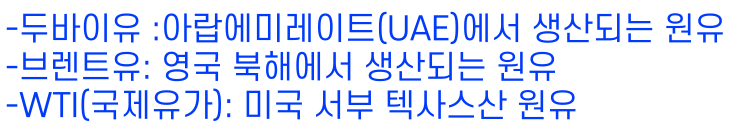 -두바이유 :아랍에미레이트(UAE)에서 생산되는 원유
-브렌트유: 영국 북해에서 생산되는 원유
-WTI(국제유가): 미국 서부 텍사스산 원유